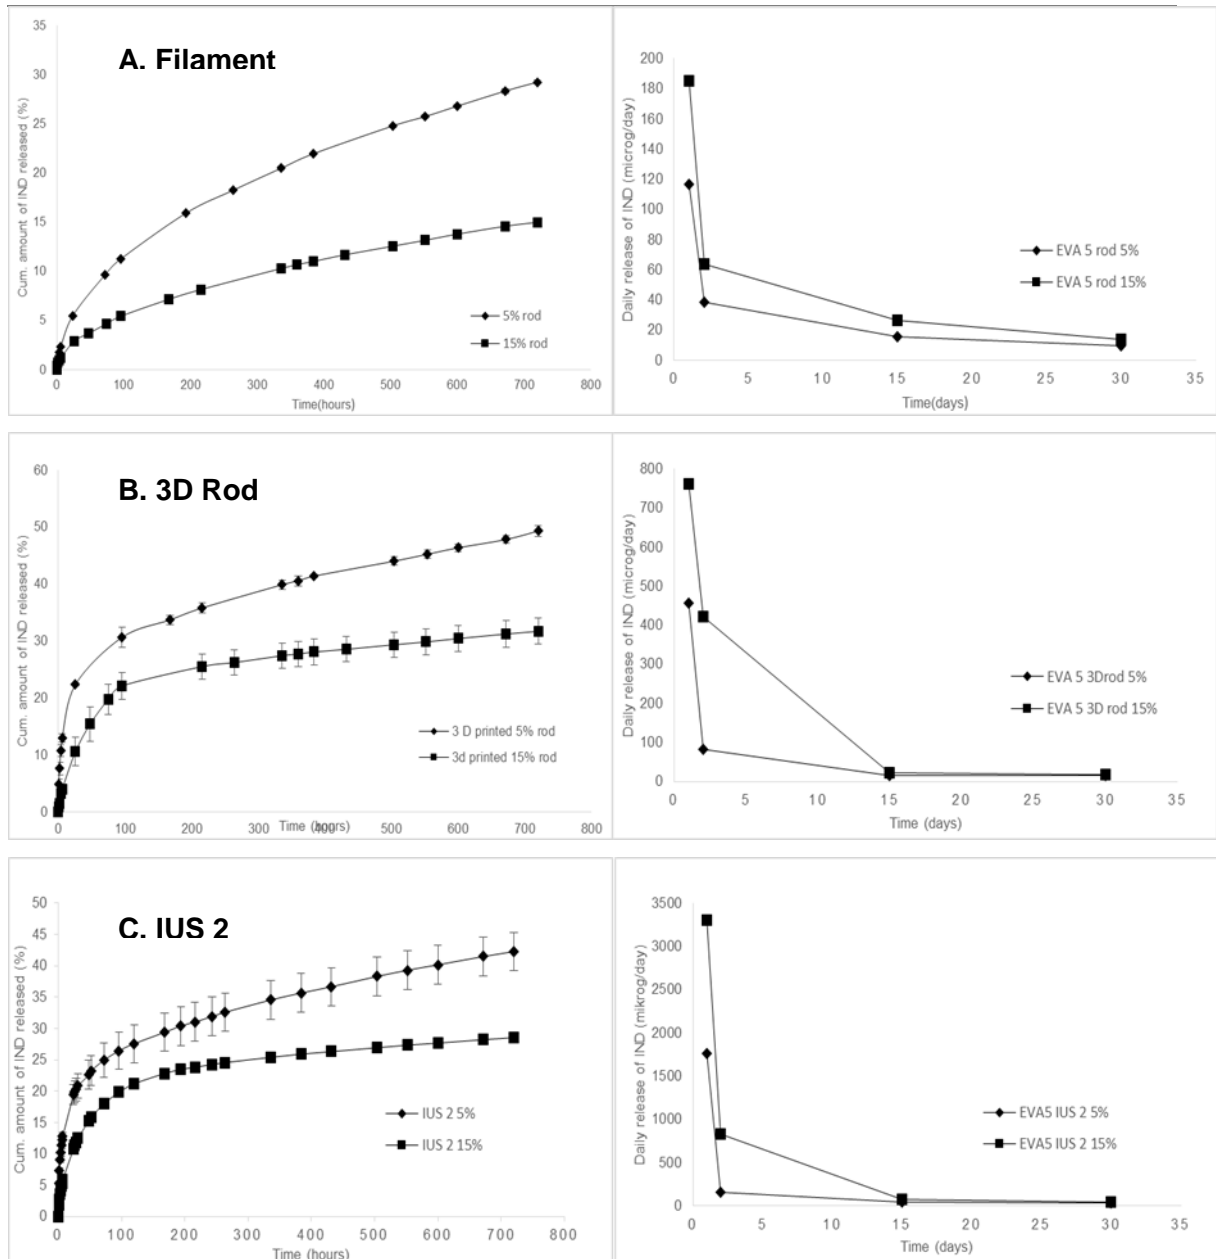 A. Filament
Cum. amount of IND released (%)
35
30
25
20
15
10
5
0
5% rod
15% rod
0 100 200 300 400 500 600 700 800
Time(hours)
Daily release of IND (microg/day)
200
180
160
140
120
100
80
60
40
20
0
EVA 5 rod 5%
EVA 5 rod 15%
0 5 10 15 20 25 30 35
Time(days)
B. 3D Rod
Cum. amount of IND released (%)
60
50
40
30
20
10
0
3 D printed 5% rod
3d printed 15% rod
0 100 200 300 400 500 600 700 800
Time (hours)
Daily release of IND (microg/day)
800
700
600
500
400
300
200
100
0
EVA 5 3Drod 5%
EVA 5 3D rod 15%
0 5 10 15 20 25 30 35
Time (days)
C. IUS 2
Cum. amount of IND released (%)
50
45
40
35
30
25
20
15
10
5
0
IUS 2 5%
IUS 2 15%
0 100 200 300 400 500 600 700 800
Time (hours)
Daily release of IND (mikrog/day)
3500
3000
2500
2000
1500
1000
500
0
EVA5 IUS 2 5%
EVA5 IUS 2 15%
0 5 10 15 20 25 30 35
Time (days)